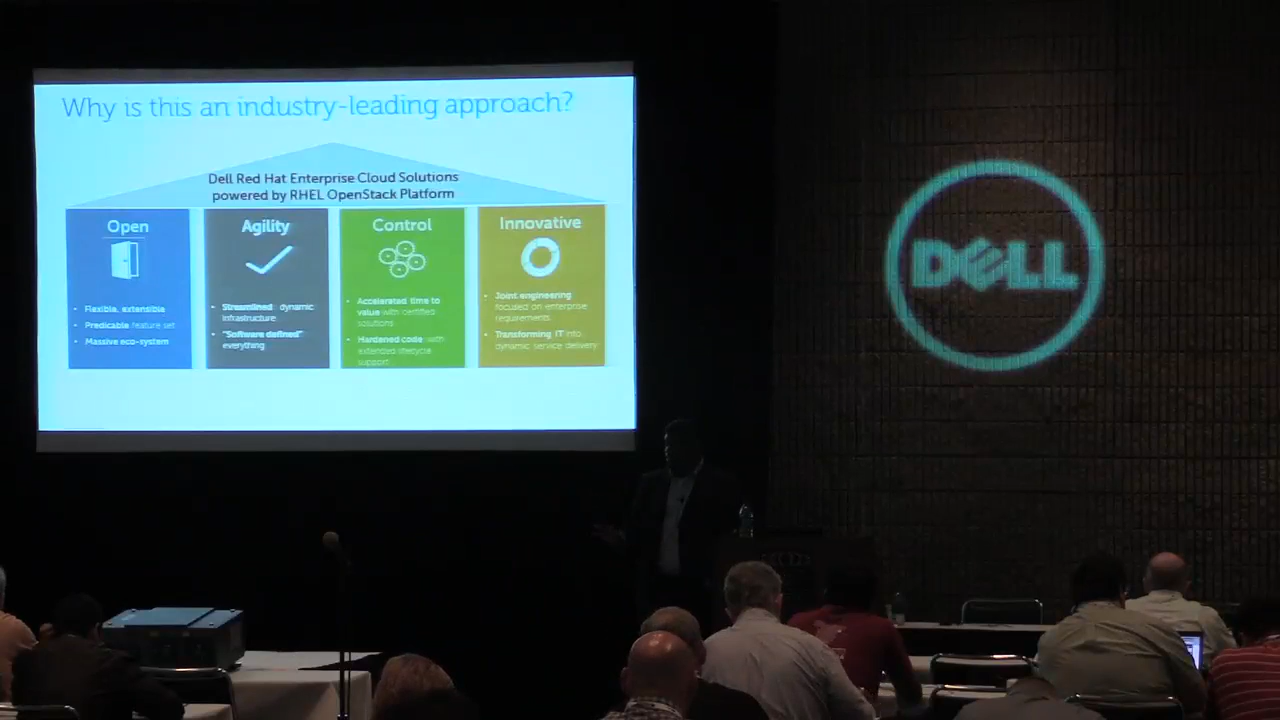 Why is this an industry-leading approach?
Dell Red Hat Enterprise Cloud Solutions
powered by RHEL OpenStack Platform
Open
• Flexible, extensible
• Predicable feature set
• Massive eco-system
Agility
• Streamlined dynamic
infrastructure
• "Software defined"
everything
Control
• Accelerated time to
value with certified
solutions
• Hardened code with
extended lifecycle
support
Innovative
• Joint engineering
focused on enterprise
requirements
• Transforming IT into
dynamic service delivery
DELL